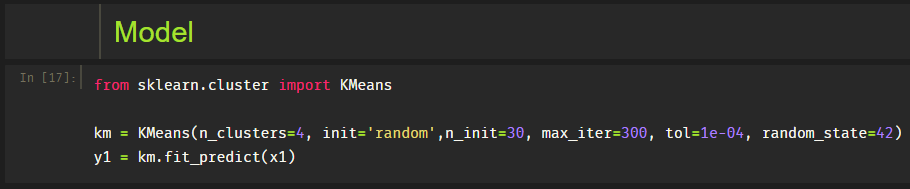 Model
In [17]:
from sklearn.cluster import KMeans
km = KMeans(n_clusters=4, init='random',n_init=30, max_iter=300, tol=1e-04, random_state=42)
y1 = km.fit_predict(x1)